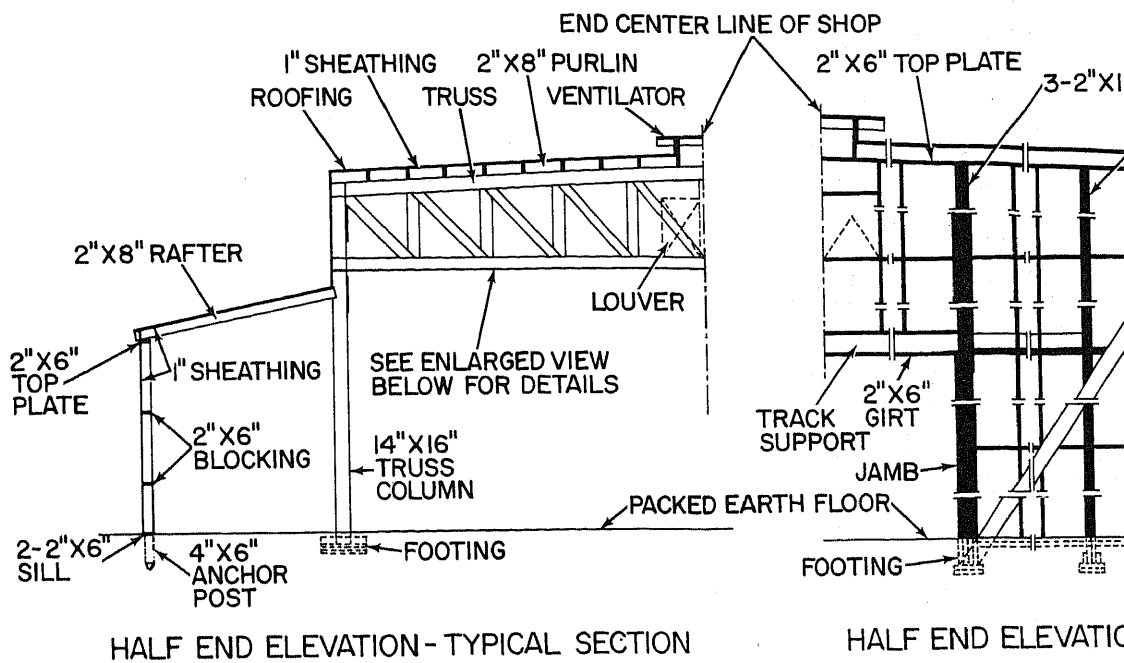 END CENTER LINE OF SHOP
1" SHEATHING
2"X8" PURLIN
2"X6" TOP PLATE
3-2"X1
ROOFING
TRUSS
VENTILATOR
2"X8" RAFTER
LOUVER
2"X6"
TOP
PLATE
1" SHEATHING
SEE ENLARGED VIEW
BELOW FOR DETAILS
2"X6"
GIRT
TRACK
SUPPORT
2"X6"
BLOCKING
14"X16"
TRUSS
COLUMN
JAMB
PACKED EARTH FLOOR
2-2"X6"
SILL
4"X6"
ANCHOR
POST
FOOTING
FOOTING
HALF END ELEVATION-TYPICAL SECTION
HALF END ELEVATIO